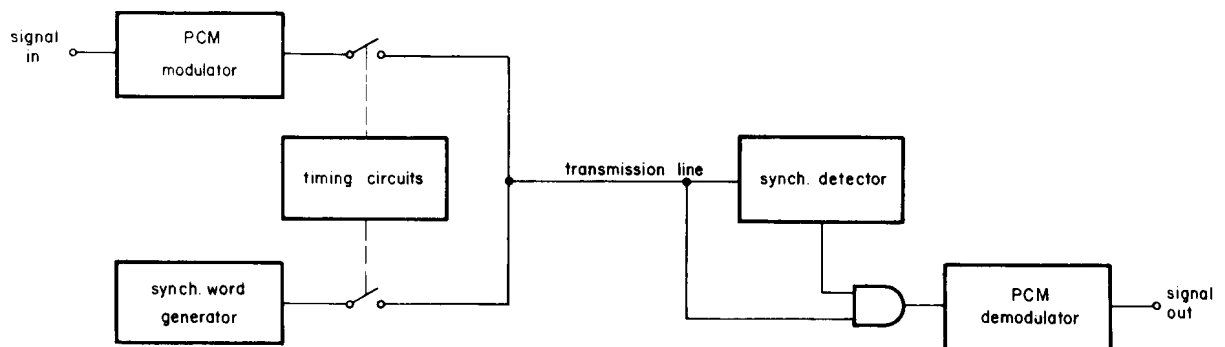 signal
in
PCM
modulator
timing circuits
synch. word
generator
transmission line
synch. detector
PCM
demodulator
signal
out